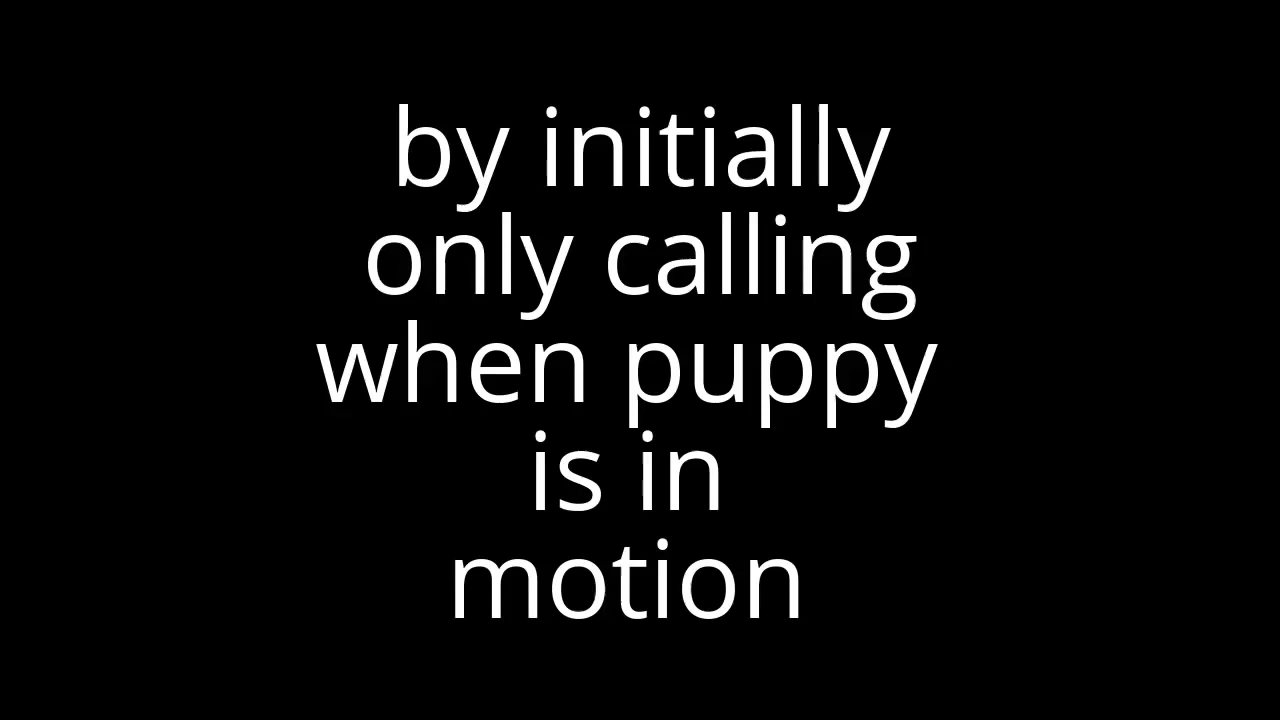 by initially
only calling
when puppy
is in
motion